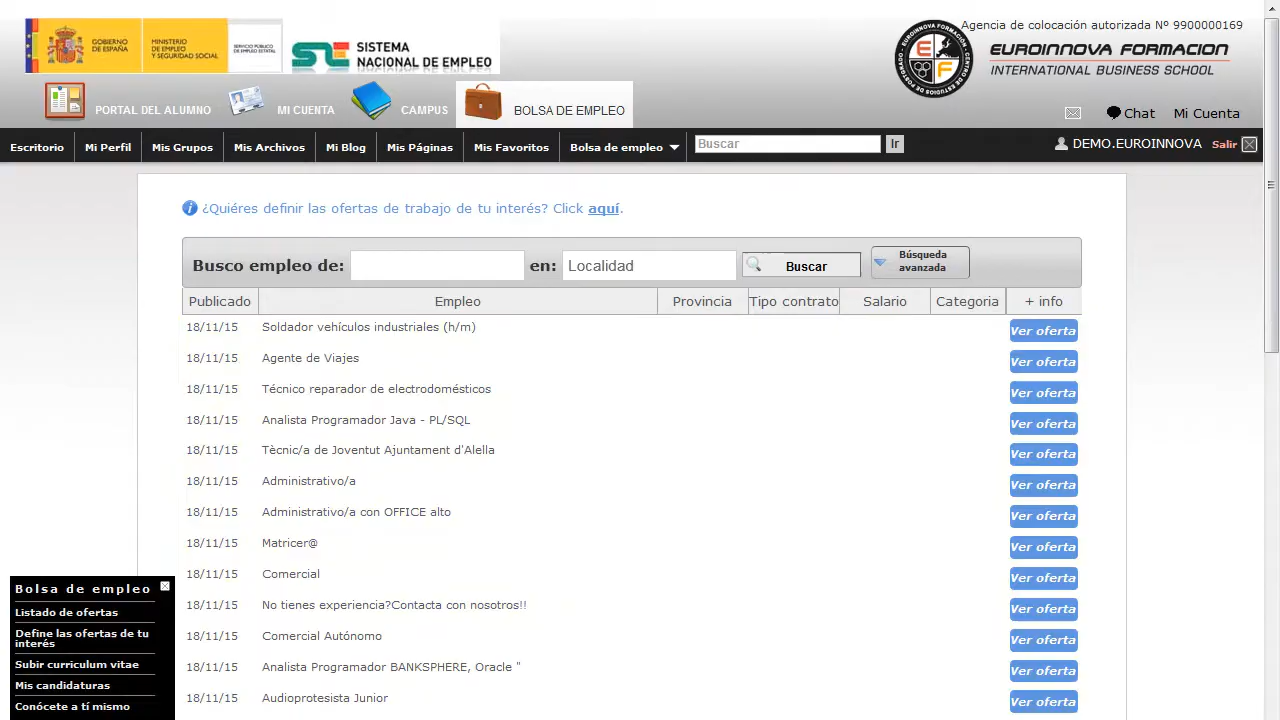 GOBIERNO DE ESPAÑA
MINISTERIO DE EMPLEO Y SEGURIDAD SOCIAL
SERVICIO PÚBLICO DE EMPLEO ESTATAL
SISTEMA NACIONAL DE EMPLEO
Agencia de colocación autorizada Nº 9900000169
EUROINNOVA FORMACIÓN · CENTRO DE ESTUDIOS DE POSTGRADO
EUROINNOVA FORMACION
INTERNATIONAL BUSINESS SCHOOL
PORTAL DEL ALUMNO MI CUENTA CAMPUS BOLSA DE EMPLEO
Chat Mi Cuenta
Escritorio Mi Perfil Mis Grupos Mis Archivos Mi Blog Mis Páginas Mis Favoritos Bolsa de empleo Buscar Ir DEMO.EUROINNOVA Salir
¿Quiéres definir las ofertas de trabajo de tu interés? Click aquí.
Busco empleo de: en: Localidad Buscar Búsqueda avanzada
Publicado Empleo Provincia Tipo contrato Salario Categoria + info
18/11/15 Soldador vehículos industriales (h/m) Ver oferta
18/11/15 Agente de Viajes Ver oferta
18/11/15 Técnico reparador de electrodomésticos Ver oferta
18/11/15 Analista Programador Java - PL/SQL Ver oferta
18/11/15 Tècnic/a de Joventut Ajuntament d'Alella Ver oferta
18/11/15 Administrativo/a Ver oferta
18/11/15 Administrativo/a con OFFICE alto Ver oferta
18/11/15 Matricer@ Ver oferta
18/11/15 Comercial Ver oferta
18/11/15 No tienes experiencia?Contacta con nosotros!! Ver oferta
18/11/15 Comercial Autónomo Ver oferta
18/11/15 Analista Programador BANKSPHERE, Oracle " Ver oferta
18/11/15 Audioprotesista Junior Ver oferta
Bolsa de empleo
Listado de ofertas
Define las ofertas de tu
interés
Subir curriculum vitae
Mis candidaturas
Conócete a tí mismo